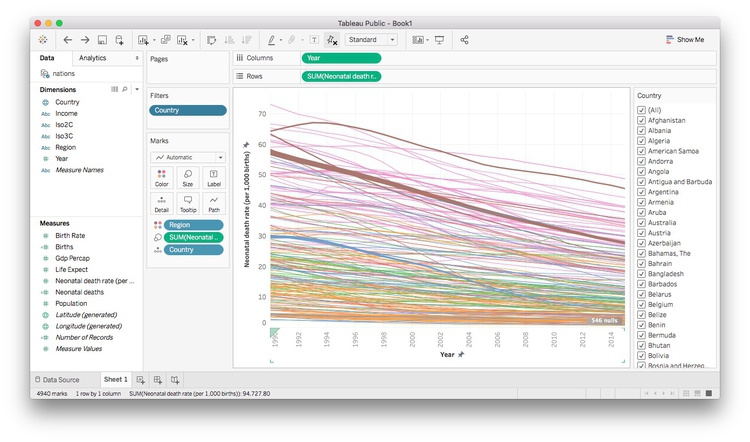 Tableau Public - Book1
Standard
Show Me
Data
Analytics
nations
Dimensions
Country
Abc Income
Abc Iso2C
Abc Iso3C
Abc Region
Year
Abc Measure Names
Measures
Birth Rate
Births
Gdp Percap
Life Expect
Neonatal death rate (per ...
Neonatal deaths
Population
Latitude (generated)
Longitude (generated)
Number of Records
Measure Values
Pages
Filters
Country
Marks
Automatic
Color Size Label
Detail Tooltip Path
Region
SUM(Neonatal ..
Country
Columns Year
Rows SUM(Neonatal death r..
Neonatal death rate (per 1,000 births)
70
60
50
40
30
20
10
0
546 nulls
1990 1992 1994 1996 1998 2000 2002 2004 2006 2008 2010 2012 2014
Year
Country
(All)
Afghanistan
Albania
Algeria
American Samoa
Andorra
Angola
Antigua and Barbuda
Argentina
Armenia
Aruba
Australia
Austria
Azerbaijan
Bahamas, The
Bahrain
Bangladesh
Barbados
Belarus
Belgium
Belize
Benin
Bermuda
Bhutan
Bolivia
Bosnia and Herzego..
Data Source
Sheet 1
4940 marks 1 row by 1 column SUM(Neonatal death rate (per 1,000 births)): 94.727.80